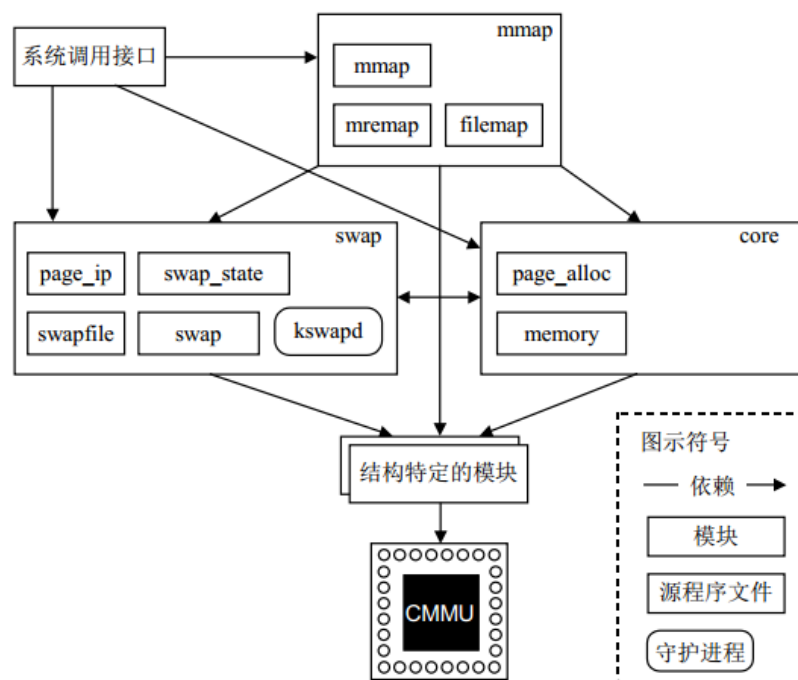 系统调用接口
mmap
mmap
mremap
filemap
swap
page_ip
swap_state
swapfile
swap
kswapd
core
page_alloc
memory
结构特定的模块
CMMU
图示符号
依赖
模块
源程序文件
守护进程